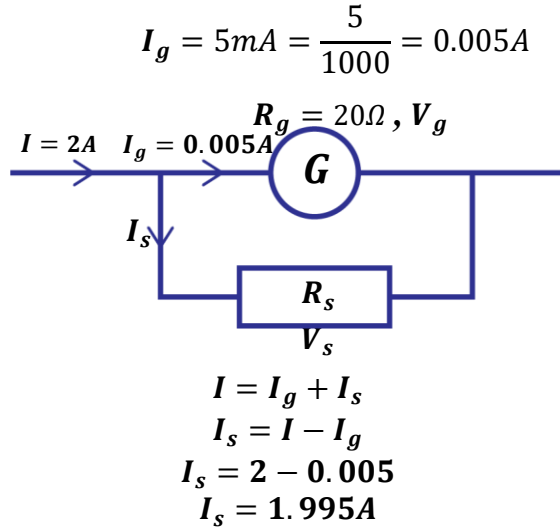 I_g = 5mA = 5/1000 = 0.005A
R_g = 20Ω , V_g
I = 2A I_g = 0.005A
G
I_s
R_s
V_s
I = I_g + I_s
I_s = I − I_g
I_s = 2 − 0.005
I_s = 1.995A